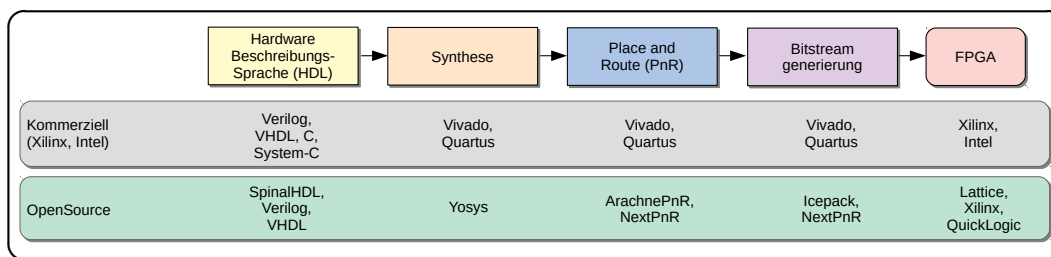 Hardware
Beschreibungs-
Sprache (HDL)
Synthese
Place and
Route (PnR)
Bitstream
generierung
FPGA
Kommerziell
(Xilinx, Intel)
Verilog,
VHDL, C,
System-C
Vivado,
Quartus
Vivado,
Quartus
Vivado,
Quartus
Xilinx,
Intel
OpenSource
SpinalHDL,
Verilog,
VHDL
Yosys
ArachnePnR,
NextPnR
Icepack,
NextPnR
Lattice,
Xilinx,
QuickLogic